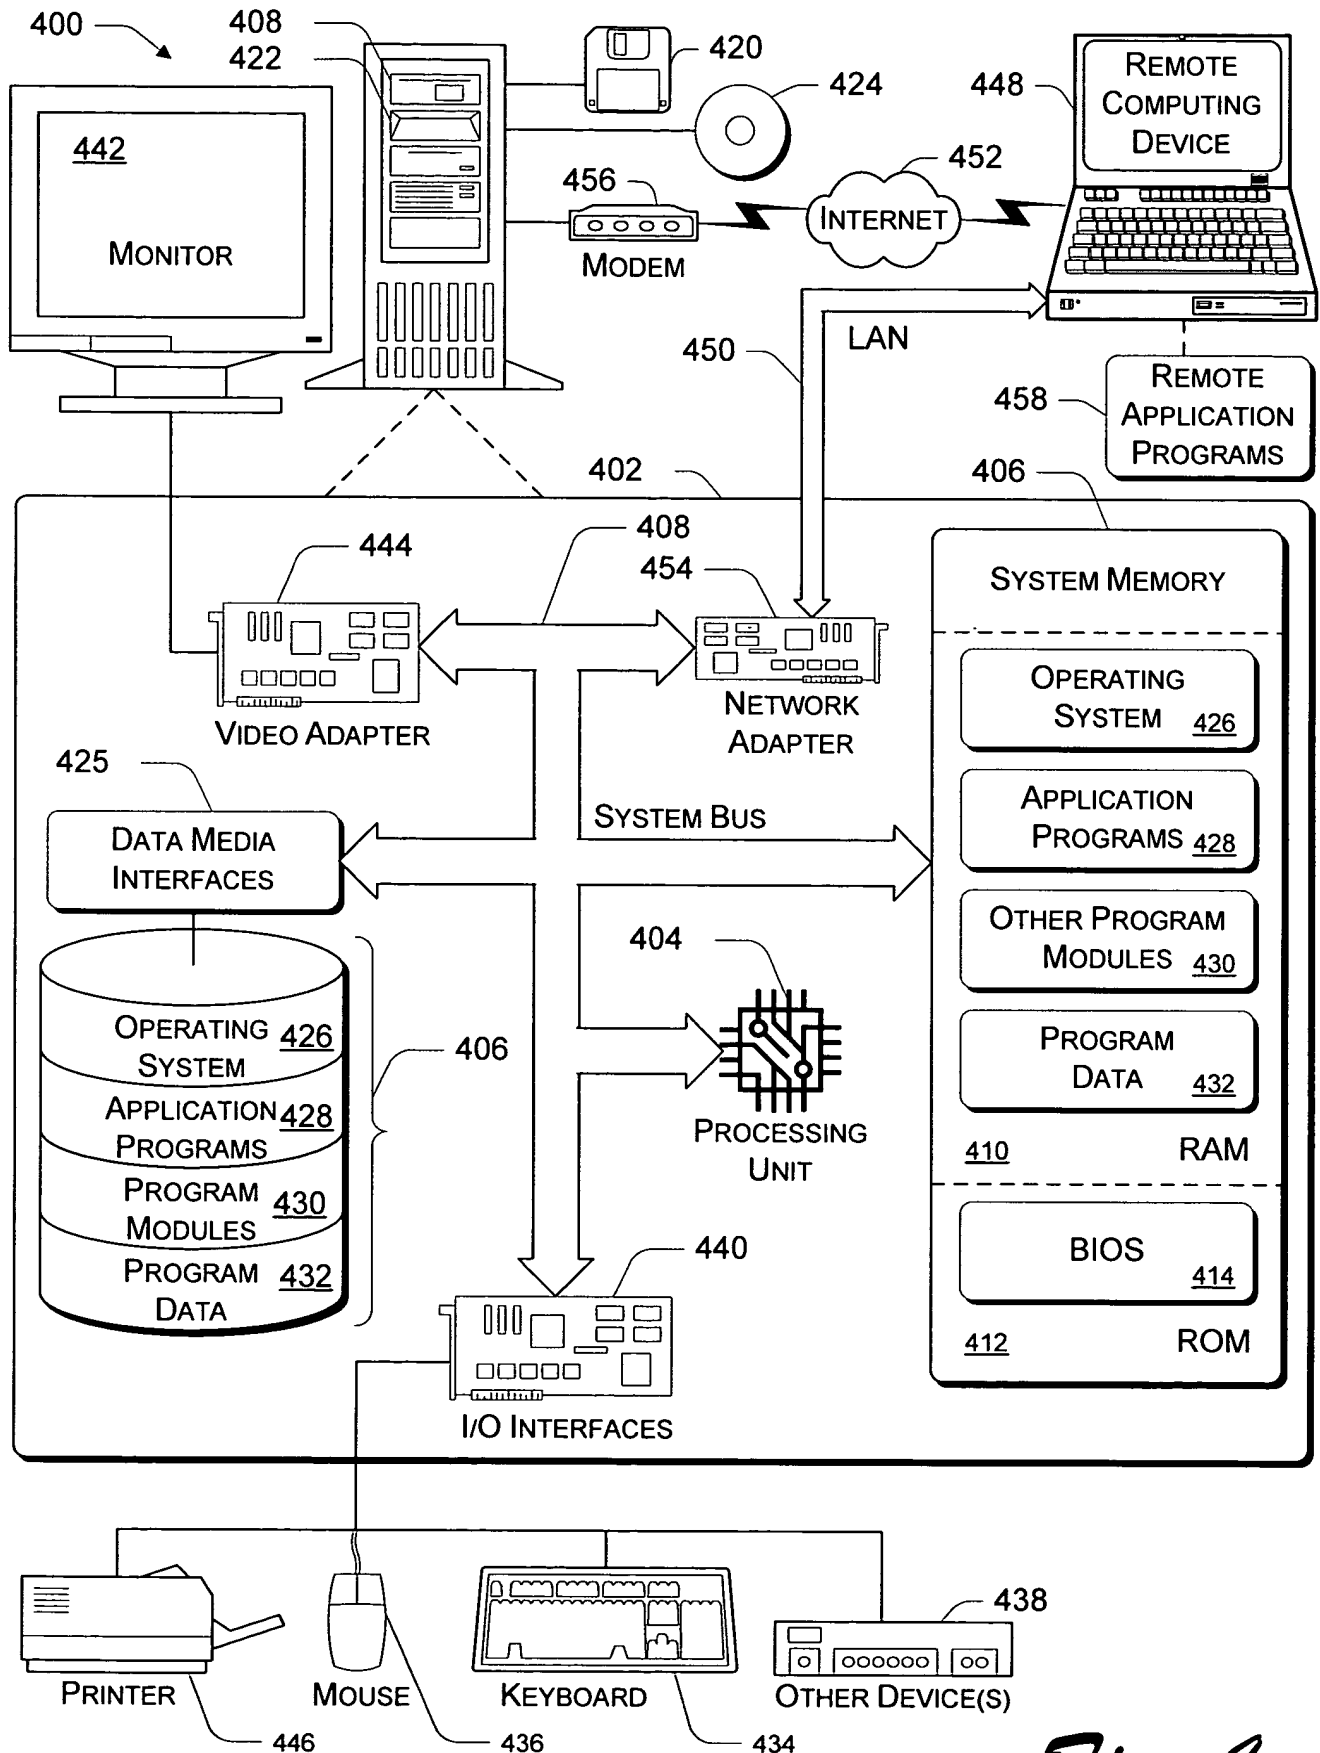 400
408
422
420
424
442
MONITOR
456
MODEM
452
INTERNET
448
REMOTE
COMPUTING
DEVICE
LAN
450
458
REMOTE
APPLICATION
PROGRAMS
402
406
444
VIDEO ADAPTER
408
454
NETWORK
ADAPTER
SYSTEM MEMORY
OPERATING
SYSTEM 426
APPLICATION
PROGRAMS 428
OTHER PROGRAM
MODULES 430
PROGRAM
DATA 432
410 RAM
BIOS
414
412 ROM
425
DATA MEDIA
INTERFACES
SYSTEM BUS
404
PROCESSING
UNIT
OPERATING 426
SYSTEM
APPLICATION 428
PROGRAMS
PROGRAM 430
MODULES
PROGRAM 432
DATA
406
440
I/O INTERFACES
PRINTER
446
MOUSE
436
KEYBOARD
434
438
OTHER DEVICE(S)